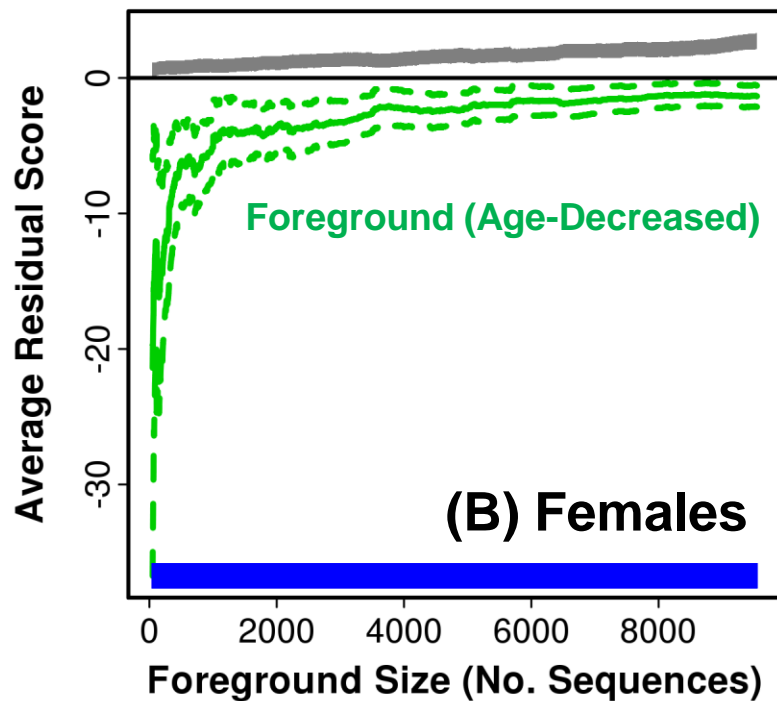 Average Residual Score
0
-10
-20
-30
Foreground (Age-Decreased)
(B) Females
0 2000 4000 6000 8000
Foreground Size (No. Sequences)